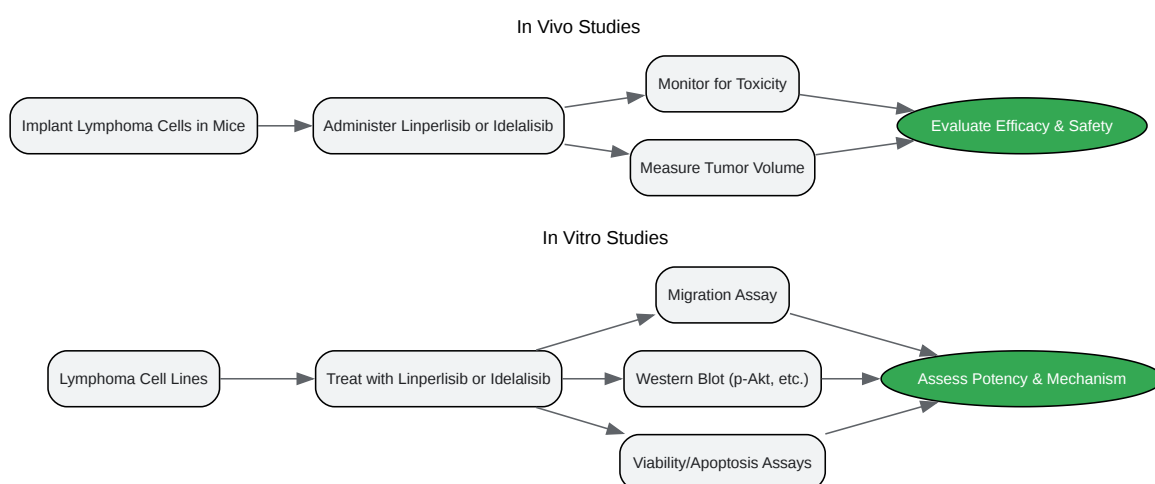 In Vivo Studies
Implant Lymphoma Cells in Mice
Administer Linperlisib or Idelalisib
Monitor for Toxicity
Measure Tumor Volume
Evaluate Efficacy & Safety
In Vitro Studies
Lymphoma Cell Lines
Treat with Linperlisib or Idelalisib
Migration Assay
Western Blot (p-Akt, etc.)
Viability/Apoptosis Assays
Assess Potency & Mechanism